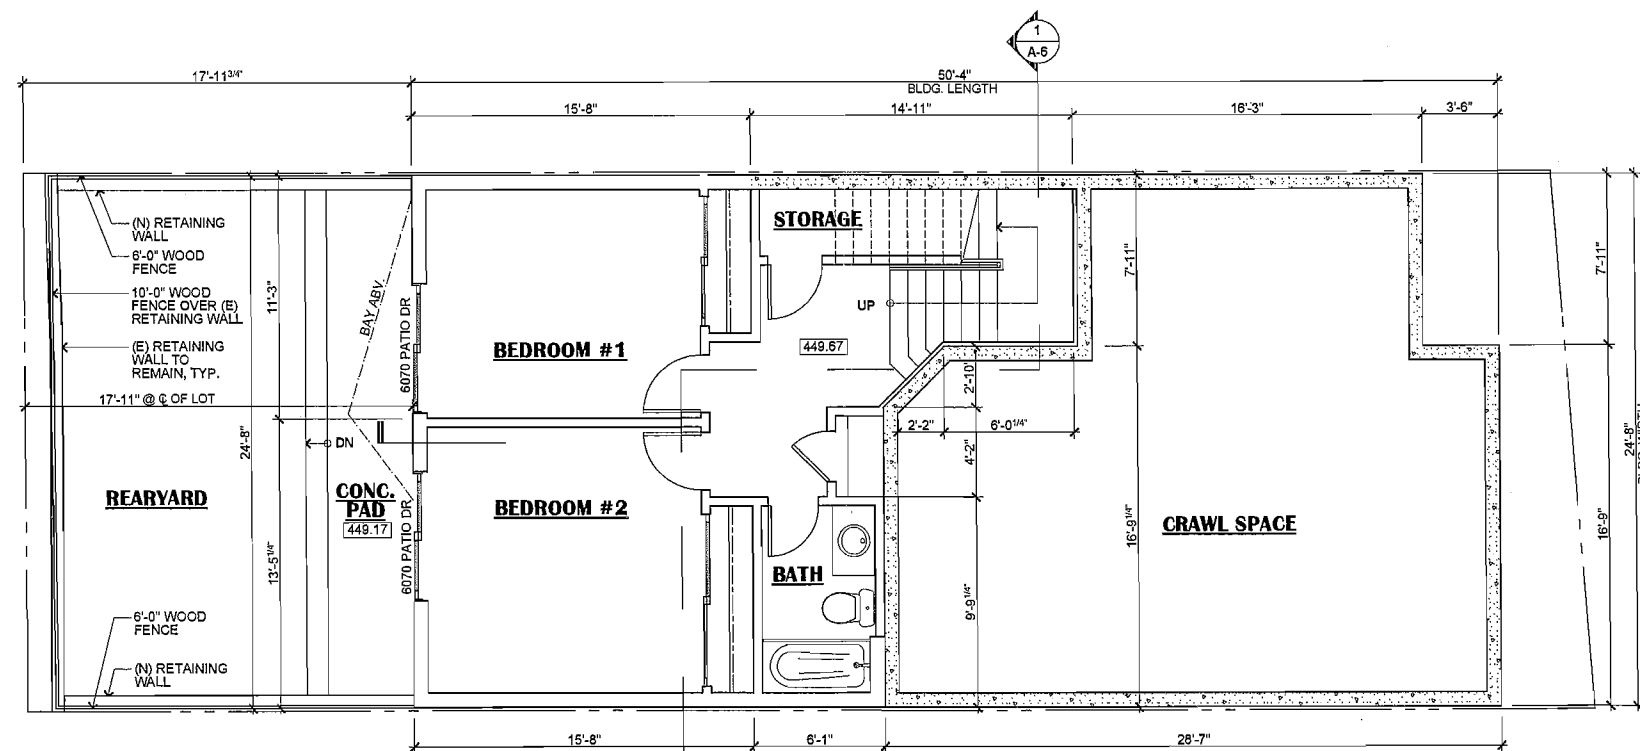 1
A-6
17'-11 3/4"
50'-4"
BLDG. LENGTH
15'-8"
14'-11"
16'-3"
3'-6"
(N) RETAINING
WALL
6'-0" WOOD
FENCE
10'-0" WOOD
FENCE OVER (E)
RETAINING WALL
(E) RETAINING
WALL TO
REMAIN, TYP.
17'-11" @ ℄ OF LOT
11'-3"
24'-8"
13'-5 1/4"
BAY ABV.
6070 PATIO DR
DN
REARYARD
CONC.
PAD
449.17
6070 PATIO DR
6'-0" WOOD
FENCE
(N) RETAINING
WALL
BEDROOM #1
BEDROOM #2
STORAGE
UP
449.67
BATH
2'-10"
2'-2"
6'-0 1/4"
4'-2"
9'-9 1/4"
7'-11"
16'-9 1/4"
CRAWL SPACE
7'-11"
16'-9"
24'-8"
15'-8"
6'-1"
28'-7"